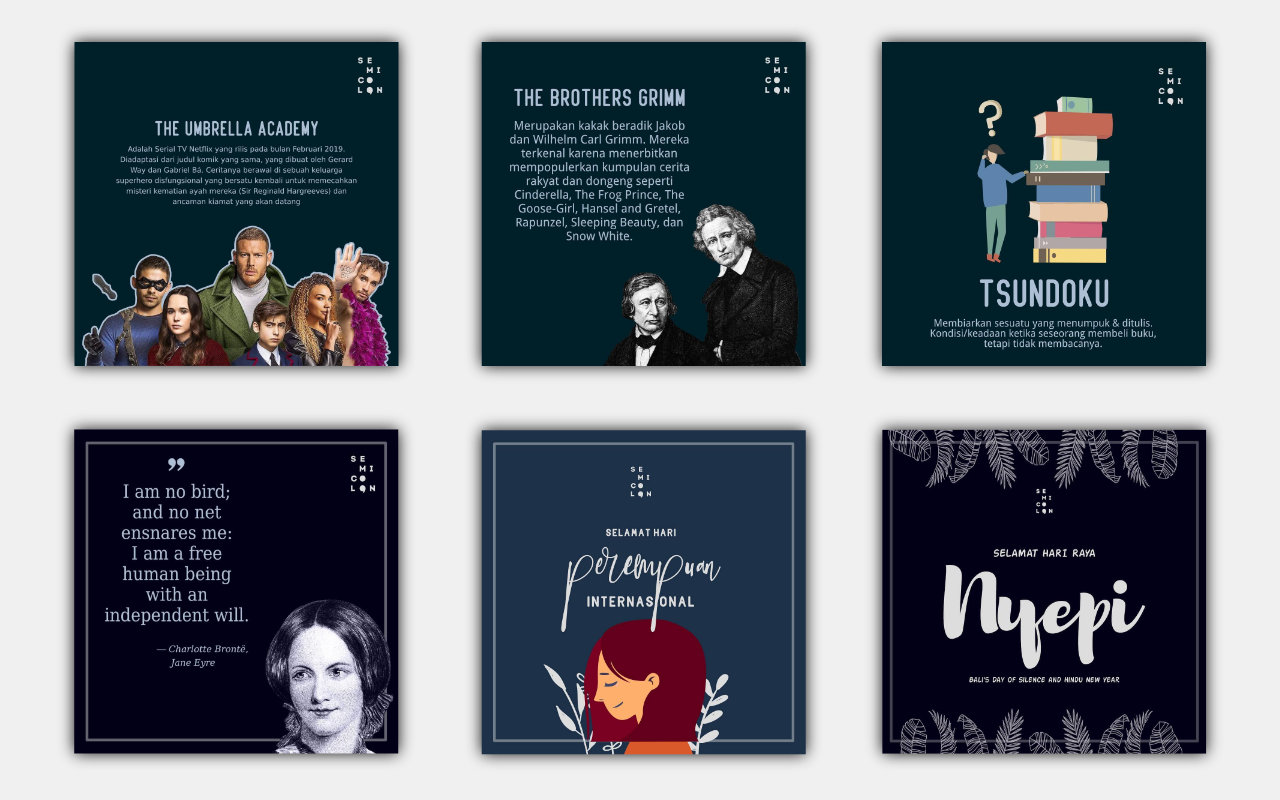 SE
MI
CO
LON
THE UMBRELLA ACADEMY
Adalah Serial TV Netflix yang rilis pada bulan Februari 2019.
Diadaptasi dari judul komik yang sama, yang dibuat oleh Gerard
Way dan Gabriel Bá. Ceritanya berawal di sebuah keluarga
superhero disfungsional yang bersatu kembali untuk memecahkan
misteri kematian ayah mereka (Sir Reginald Hargreeves) dan
ancaman kiamat yang akan datang
SE
MI
CO
LON
THE BROTHERS GRIMM
Merupakan kakak beradik Jakob
dan Wilhelm Carl Grimm. Mereka
terkenal karena menerbitkan
mempopulerkan kumpulan cerita
rakyat dan dongeng seperti
Cinderella, The Frog Prince, The
Goose-Girl, Hansel and Gretel,
Rapunzel, Sleeping Beauty, dan
Snow White.
SE
MI
CO
LON
?
TSUNDOKU
Membiarkan sesuatu yang menumpuk & ditulis.
Kondisi/keadaan ketika seseorang membeli buku,
tetapi tidak membacanya.
SE
MI
CO
LON
”
I am no bird;
and no net
ensnares me:
I am a free
human being
with an
independent will.
— Charlotte Brontë,
Jane Eyre
SE
MI
CO
LON
SELAMAT HARI
perempuan
INTERNASIONAL
SE
MI
CO
LON
SELAMAT HARI RAYA
Nyepi
BALI'S DAY OF SILENCE AND HINDU NEW YEAR